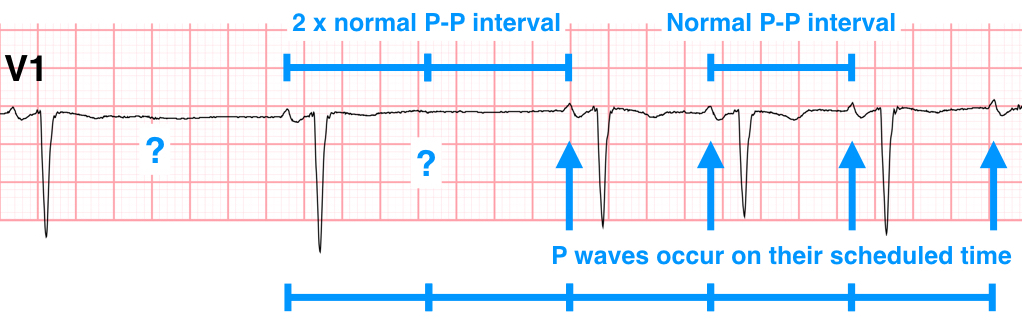 2 x normal P-P interval
Normal P-P interval
V1
?
?
P waves occur on their scheduled time